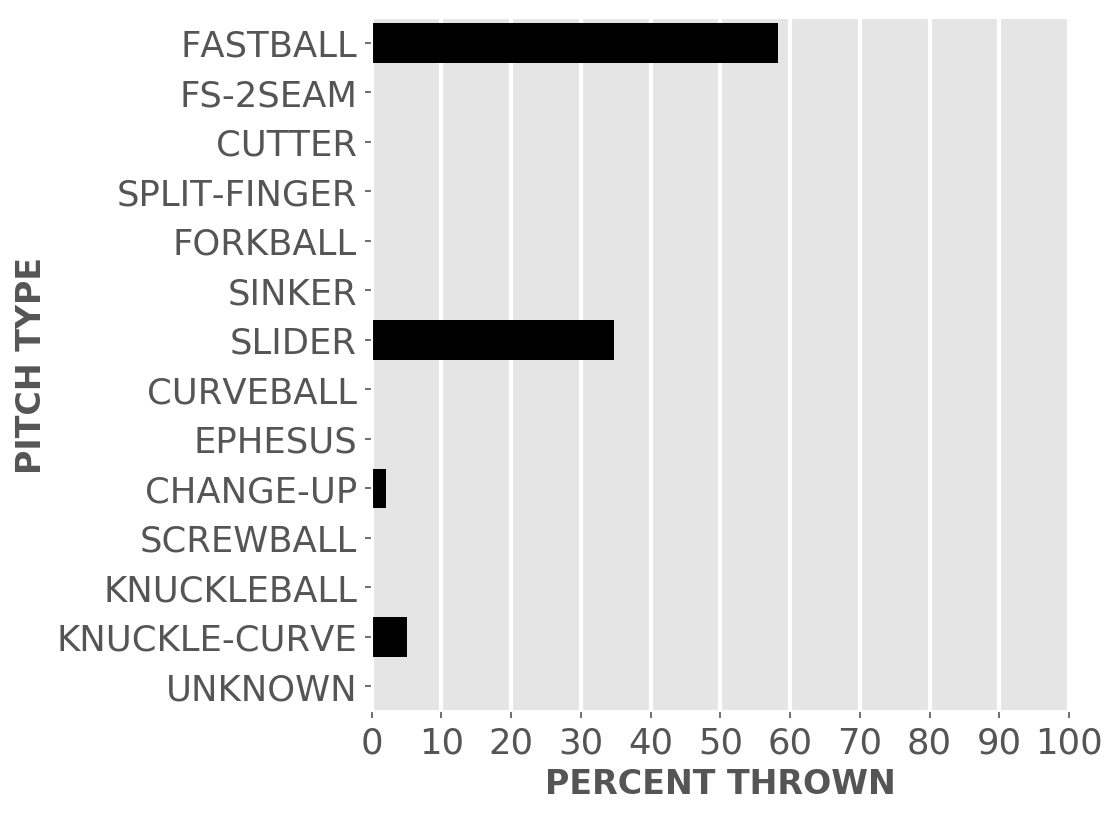 FASTBALL
FS-2SEAM
CUTTER
SPLIT-FINGER
FORKBALL
SINKER
SLIDER
CURVEBALL
EPHESUS
CHANGE-UP
SCREWBALL
KNUCKLEBALL
KNUCKLE-CURVE
UNKNOWN
PITCH TYPE
0 10 20 30 40 50 60 70 80 90 100
PERCENT THROWN